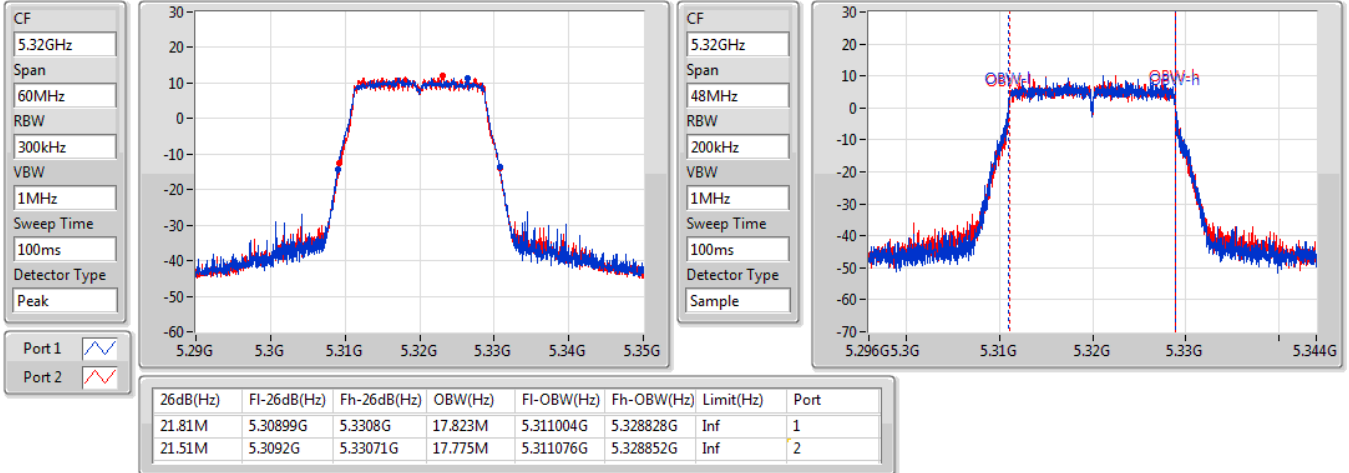 CF
5.32GHz
Span
60MHz
RBW
300kHz
VBW
1MHz
Sweep Time
100ms
Detector Type
Peak
30
20
10
0
-10
-20
-30
-40
-50
-60
5.29G 5.3G 5.31G 5.32G 5.33G 5.34G 5.35G
CF
5.32GHz
Span
48MHz
RBW
200kHz
VBW
1MHz
Sweep Time
100ms
Detector Type
Sample
30
20
10
0
-10
-20
-30
-40
-50
-60
-70
OBW-l OBW-h
5.296G 5.3G 5.31G 5.32G 5.33G 5.344G
Port 1
Port 2
26dB(Hz) Fl-26dB(Hz) Fh-26dB(Hz) OBW(Hz) Fl-OBW(Hz) Fh-OBW(Hz) Limit(Hz) Port
21.81M 5.30899G 5.3308G 17.823M 5.311004G 5.328828G Inf 1
21.51M 5.3092G 5.33071G 17.775M 5.311076G 5.328852G Inf 2